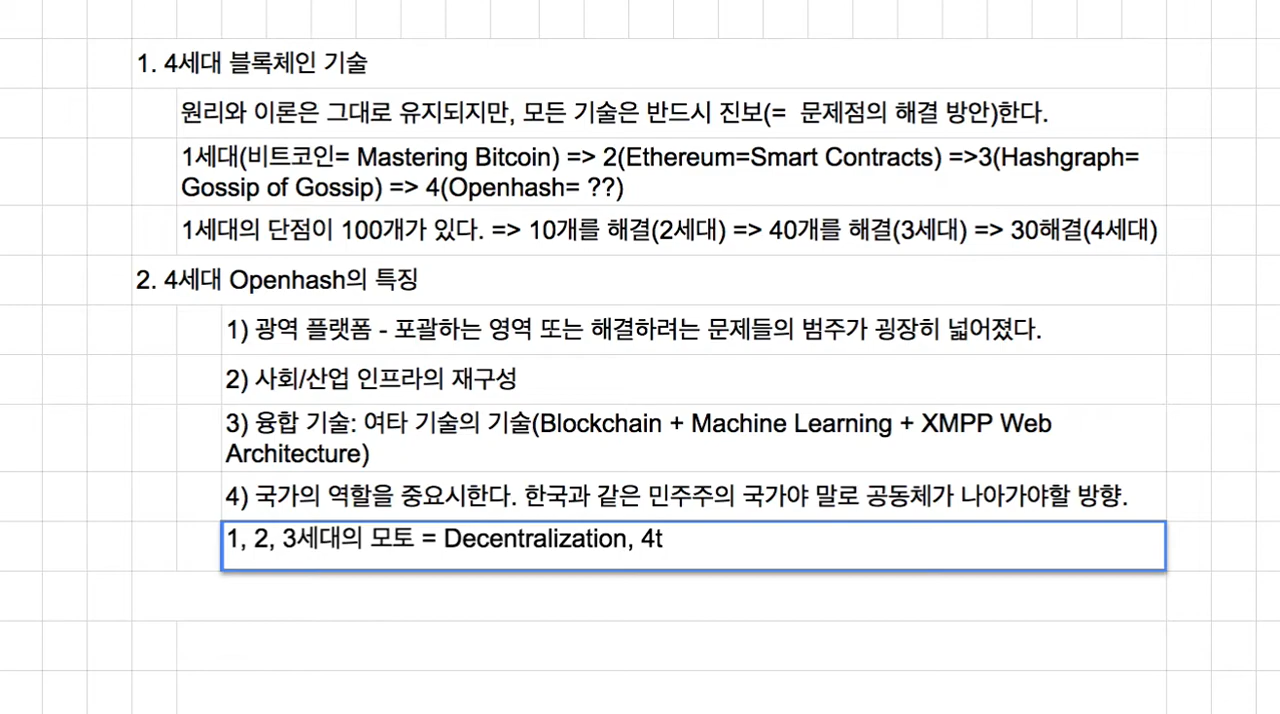 1. 4세대 블록체인 기술
원리와 이론은 그대로 유지되지만, 모든 기술은 반드시 진보(= 문제점의 해결 방안)한다.
1세대(비트코인= Mastering Bitcoin) => 2(Ethereum=Smart Contracts) =>3(Hashgraph=
Gossip of Gossip) => 4(Openhash= ??)
1세대의 단점이 100개가 있다. => 10개를 해결(2세대) => 40개를 해결(3세대) => 30해결(4세대)
2. 4세대 Openhash의 특징
1) 광역 플랫폼 - 포괄하는 영역 또는 해결하려는 문제들의 범주가 굉장히 넓어졌다.
2) 사회/산업 인프라의 재구성
3) 융합 기술: 여타 기술의 기술(Blockchain + Machine Learning + XMPP Web
Architecture)
4) 국가의 역할을 중요시한다. 한국과 같은 민주주의 국가야 말로 공동체가 나아가야할 방향.
1, 2, 3세대의 모토 = Decentralization, 4t